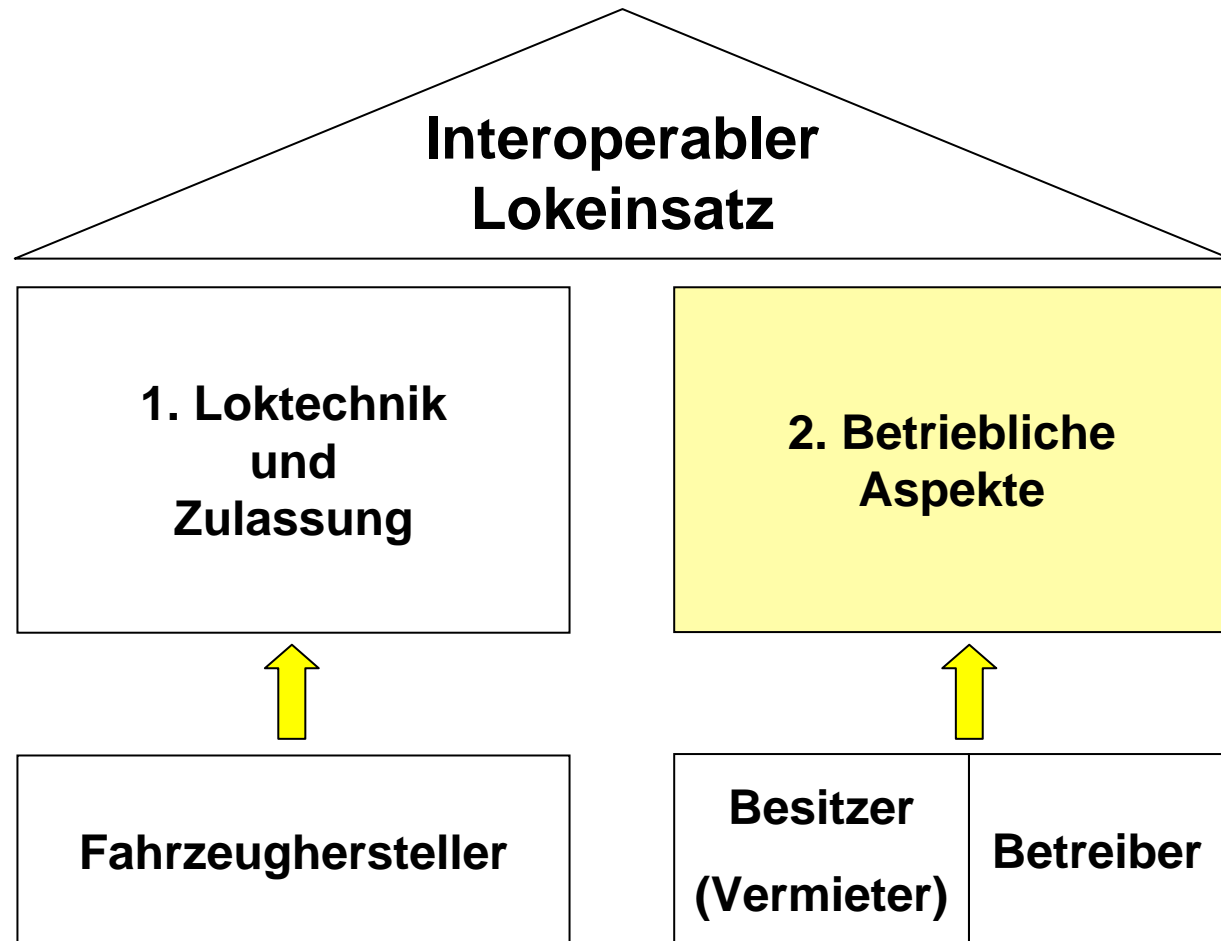 Interoperabler
Lokeinsatz
1. Loktechnik
und
Zulassung
2. Betriebliche
Aspekte
Fahrzeughersteller
Besitzer
(Vermieter)
Betreiber